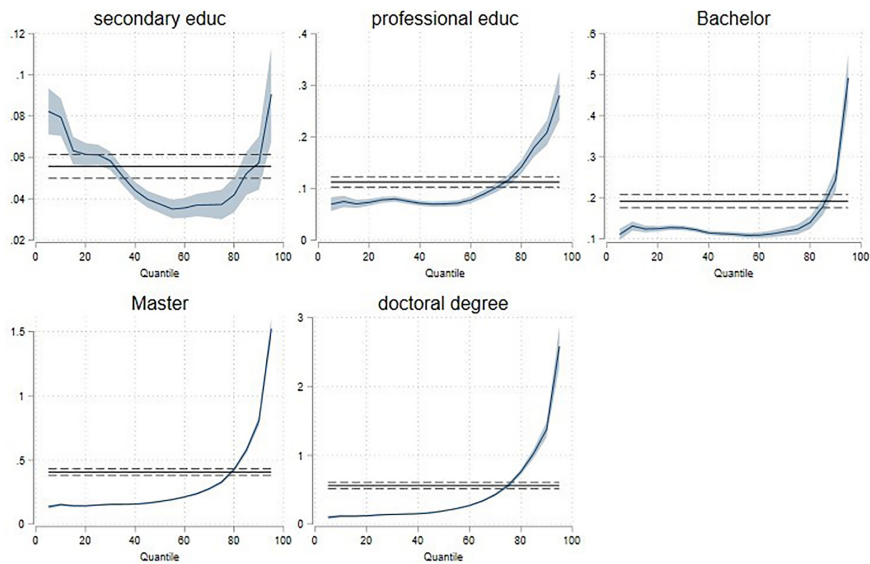 secondary educ
.12
.1
.08
.06
.04
.02
0 20 40 60 80 100
Quantile
professional educ
.4
.3
.2
.1
0
0 20 40 60 80 100
Quantile
Bachelor
.6
.5
.4
.3
.2
.1
0 20 40 60 80 100
Quantile
Master
1.5
1
.5
0
0 20 40 60 80 100
Quantile
doctoral degree
3
2
1
0
0 20 40 60 80 100
Quantile